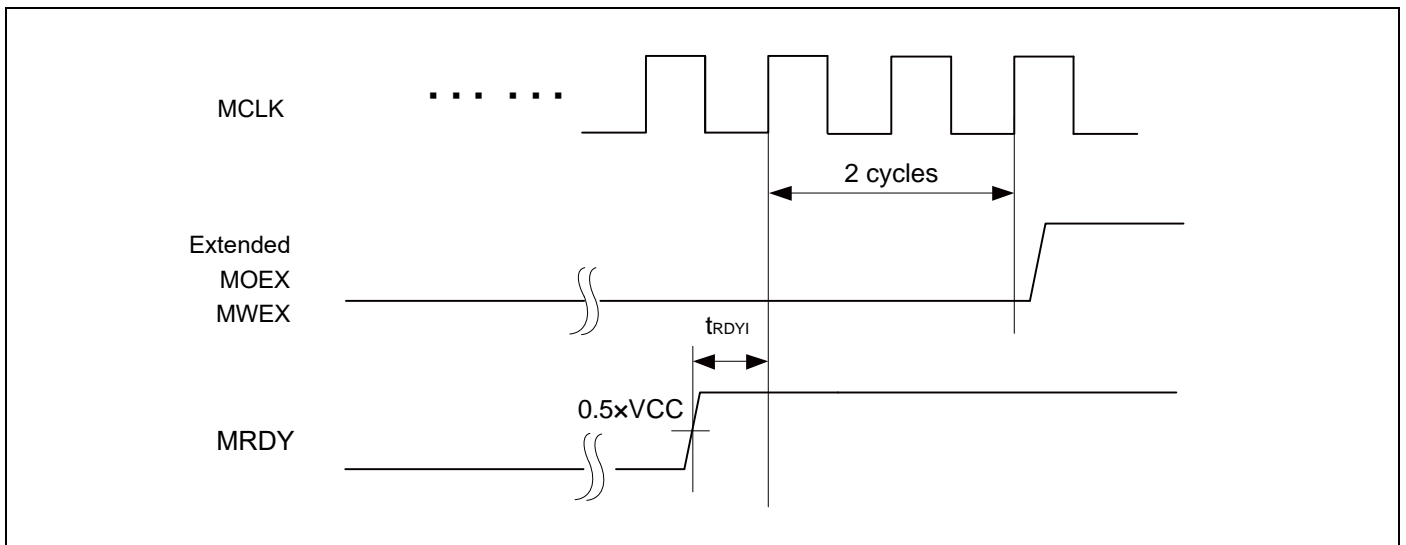 MCLK
... ...
2 cycles
Extended
MOEX
MWEX
tRDYI
0.5×VCC
MRDY